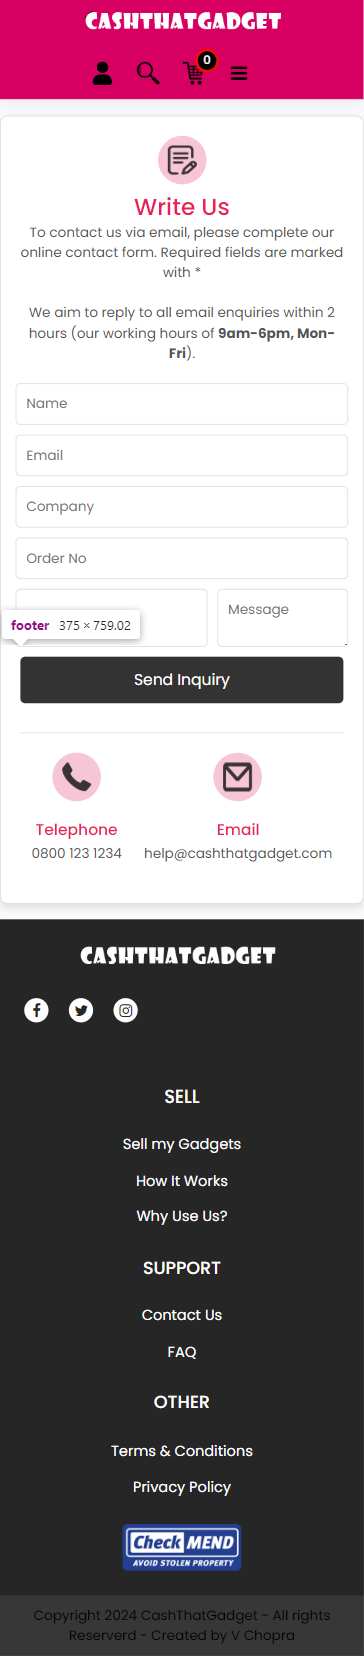 CASHTHATGADGET
0
Write Us
To contact us via email, please complete our
online contact form. Required fields are marked
with *
We aim to reply to all email enquiries within 2
hours (our working hours of 9am-6pm, Mon-
Fri).
Name
Email
Company
Order No
Message
footer 375 × 759.02
Send Inquiry
Telephone
0800 123 1234
Email
help@cashthatgadget.com
CASHTHATGADGET
SELL
Sell my Gadgets
How It Works
Why Use Us?
SUPPORT
Contact Us
FAQ
OTHER
Terms & Conditions
Privacy Policy
Check MEND
AVOID STOLEN PROPERTY
Copyright 2024 CashThatGadget - All rights
Reserverd - Created by V Chopra